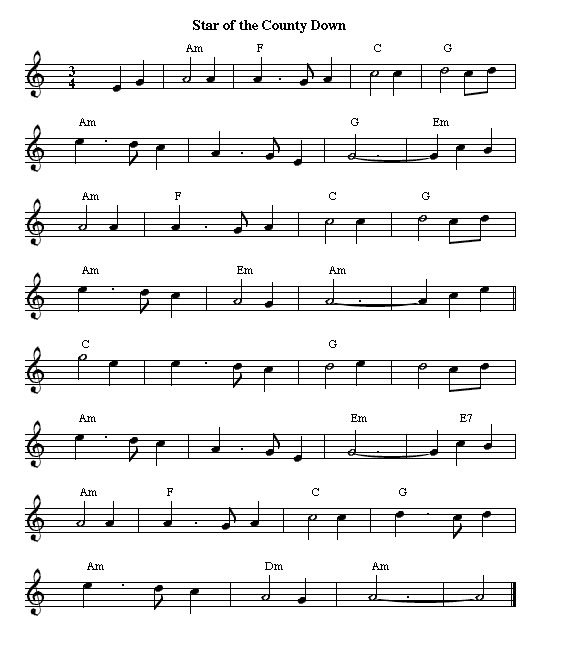 Star of the County Down
Am F C G
3
4
Am G Em
Am F C G
Am Em Am
C G
Am Em E7
Am F C G
Am Dm Am